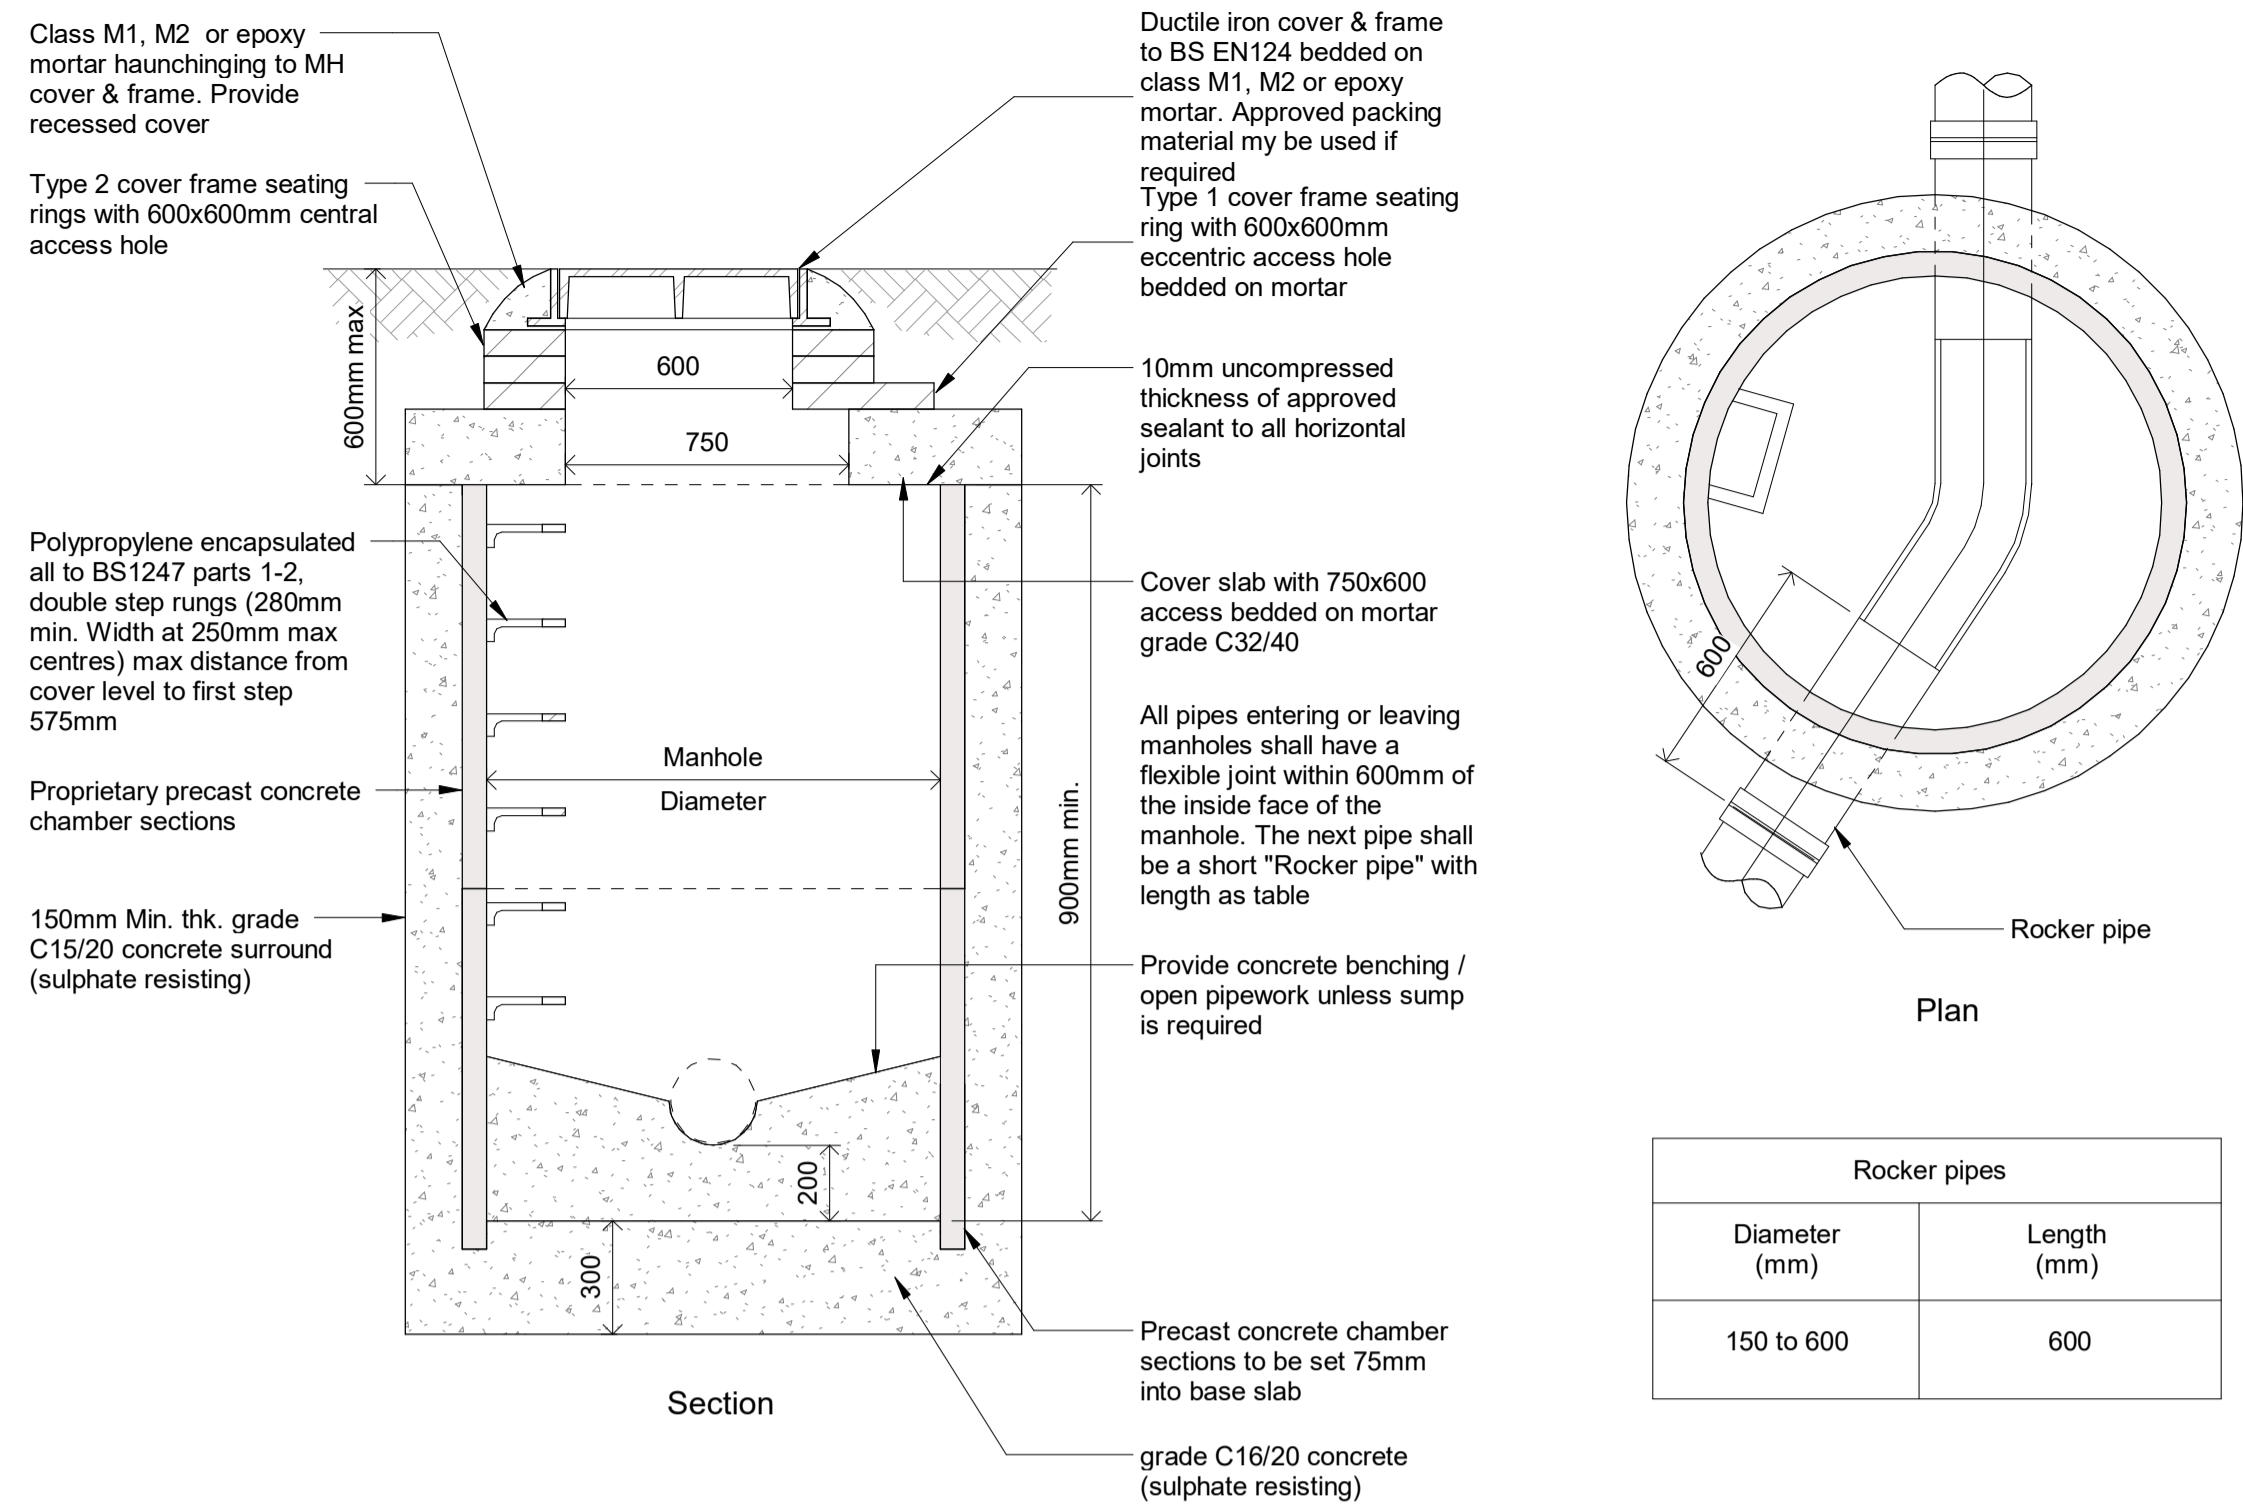 Class M1, M2 or epoxy
mortar haunchinging to MH
cover & frame. Provide
recessed cover
Type 2 cover frame seating
rings with 600x600mm central
access hole
600mm max
Polypropylene encapsulated
all to BS1247 parts 1-2,
double step rungs (280mm
min. Width at 250mm max
centres) max distance from
cover level to first step
575mm
Proprietary precast concrete
chamber sections
150mm Min. thk. grade
C15/20 concrete surround
(sulphate resisting)
600
750
Manhole
Diameter
900mm min.
200
300
Section
Ductile iron cover & frame
to BS EN124 bedded on
class M1, M2 or epoxy
mortar. Approved packing
material my be used if
required
Type 1 cover frame seating
ring with 600x600mm
eccentric access hole
bedded on mortar
10mm uncompressed
thickness of approved
sealant to all horizontal
joints
Cover slab with 750x600
access bedded on mortar
grade C32/40
All pipes entering or leaving
manholes shall have a
flexible joint within 600mm of
the inside face of the
manhole. The next pipe shall
be a short "Rocker pipe" with
length as table
Provide concrete benching /
open pipework unless sump
is required
Precast concrete chamber
sections to be set 75mm
into base slab
grade C16/20 concrete
(sulphate resisting)
600
Rocker pipe
Plan
Rocker pipes
Diameter
(mm)
Length
(mm)
150 to 600
600